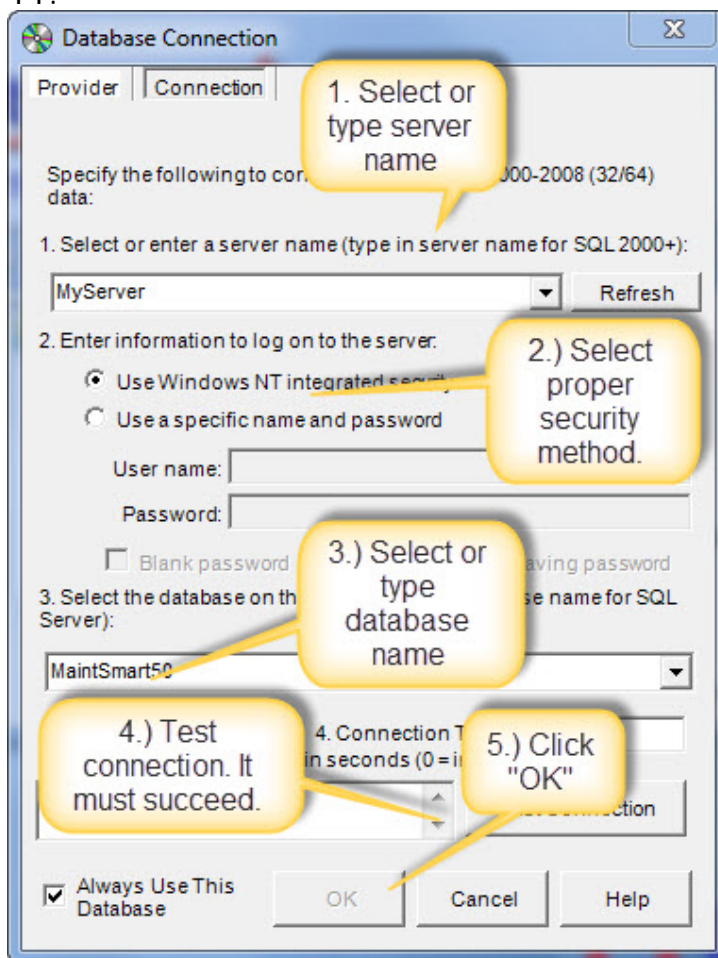 Database Connection
Provider Connection
1. Select or
type server
name
Specify the following to con 000-2008 (32/64)
data:
1. Select or enter a server name (type in server name for SQL 2000+):
MyServer Refresh
2. Enter information to log on to the server:
Use Windows NT integrated security
Use a specific name and password
2.) Select
proper
security
method.
User name:
Password:
Blank password aving password
3.) Select or
type
database
name
3. Select the database on th se name for SQL
Server):
MaintSmart50
4.) Test
connection. It
must succeed.
4. Connection T
in seconds (0 = in
5.) Click
"OK"
nection
Always Use This
Database
OK Cancel Help